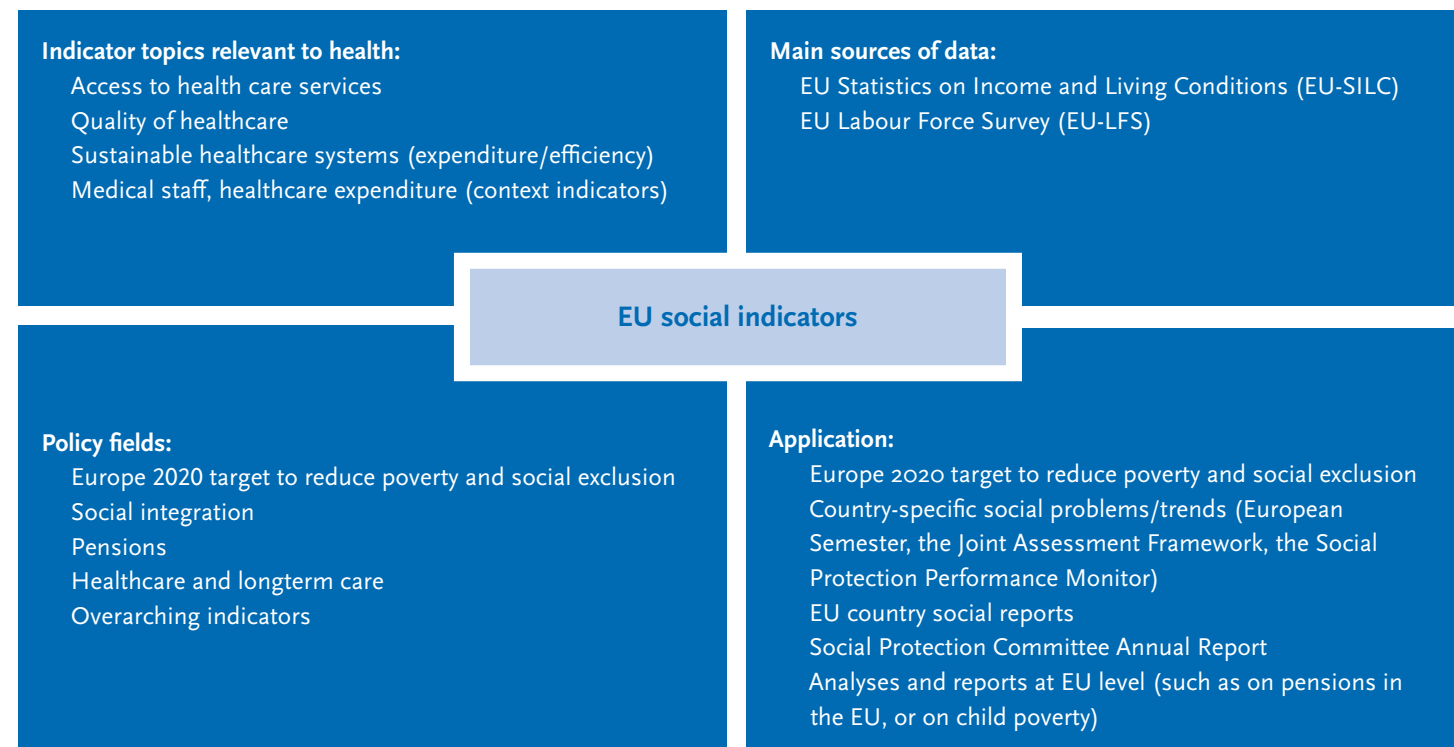 Indicator topics relevant to health:
Access to health care services
Quality of healthcare
Sustainable healthcare systems (expenditure/efficiency)
Medical staff, healthcare expenditure (context indicators)
Main sources of data:
EU Statistics on Income and Living Conditions (EU-SILC)
EU Labour Force Survey (EU-LFS)
EU social indicators
Policy fields:
Europe 2020 target to reduce poverty and social exclusion
Social integration
Pensions
Healthcare and longterm care
Overarching indicators
Application:
Europe 2020 target to reduce poverty and social exclusion
Country-specific social problems/trends (European
Semester, the Joint Assessment Framework, the Social
Protection Performance Monitor)
EU country social reports
Social Protection Committee Annual Report
Analyses and reports at EU level (such as on pensions in
the EU, or on child poverty)